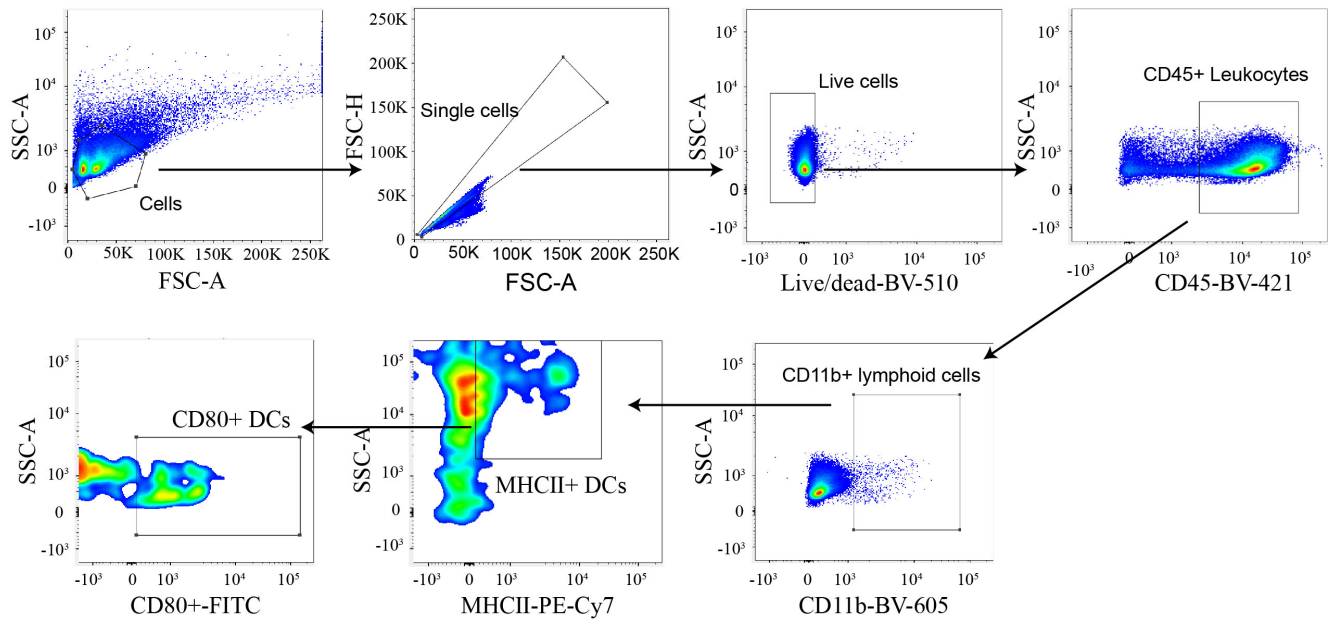 10⁵
10⁴
10³
0
-10³
SSC-A
Cells
0
50K
100K
150K
200K
250K
FSC-A
250K
200K
150K
100K
50K
0
FSC-H
Single cells
0
50K
100K
150K
200K
250K
FSC-A
10⁵
10⁴
10³
0
-10³
SSC-A
Live cells
-10³
0
10³
10⁴
10⁵
Live/dead-BV-510
10⁵
10⁴
10³
0
-10³
SSC-A
CD45+ Leukocytes
-10³
0
10³
10⁴
10⁵
CD45-BV-421
10⁵
10⁴
10³
0
-10³
SSC-A
CD80+ DCs
-10³
0
10³
10⁴
10⁵
CD80+-FITC
10⁵
10⁴
10³
0
-10³
SSC-A
MHCII+ DCs
-10³
0
10³
10⁴
10⁵
MHCII-PE-Cy7
10⁵
10⁴
10³
0
-10³
SSC-A
CD11b+ lymphoid cells
-10³
0
10³
10⁴
10⁵
CD11b-BV-605